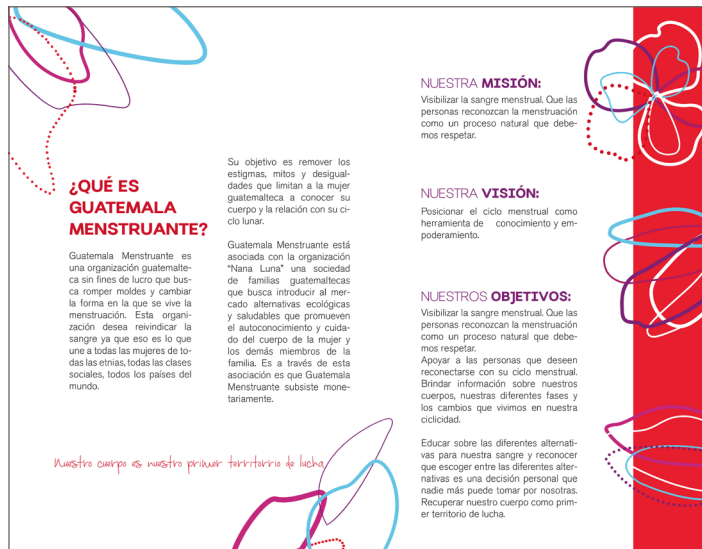 ¿QUÉ ES
GUATEMALA
MENSTRUANTE?
Guatemala Menstruante es
una organización guatemalte-
ca sin fines de lucro que bus-
ca romper moldes y cambiar
la forma en la que se vive la
menstruación. Esta organi-
zación desea reivindicar la
sangre ya que eso es lo que
une a todas las mujeres de to-
das las etnias, todas las clases
sociales, todos los países del
mundo.
Su objetivo es remover los
estigmas, mitos y desigual-
dades que limitan a la mujer
guatemalteca a conocer su
cuerpo y la relación con su ci-
clo lunar.
Guatemala Menstruante está
asociada con la organización
“Nana Luna” una sociedad
de familias guatemaltecas
que busca introducir al mer-
cado alternativas ecológicas
y saludables que promueven
el autoconocimiento y cuida-
do del cuerpo de la mujer y
los demás miembros de la
familia. Es a través de esta
asociación es que Guatemala
Menstruante subsiste mone-
tariamente.
Nuestro cuerpo es nuestro primer territorrio de lucha
NUESTRA MISIÓN:
Visibilizar la sangre menstrual. Que las
personas reconozcan la menstruación
como un proceso natural que debe-
mos respetar.
NUESTRA VISIÓN:
Posicionar el ciclo menstrual como
herramienta de conocimiento y em-
poderamiento.
NUESTROS OBJETIVOS:
Visibilizar la sangre menstrual. Que las
personas reconozcan la menstruación
como un proceso natural que debe-
mos respetar.
Apoyar a las personas que deseen
reconectarse con su ciclo menstrual.
Brindar información sobre nuestros
cuerpos, nuestras diferentes fases y
los cambios que vivimos en nuestra
ciclicidad.
Educar sobre las diferentes alternati-
vas para nuestra sangre y reconocer
que escoger entre las diferentes alter-
nativas es una decisión personal que
nadie más puede tomar por nosotras.
Recuperar nuestro cuerpo como prim-
er territorio de lucha.